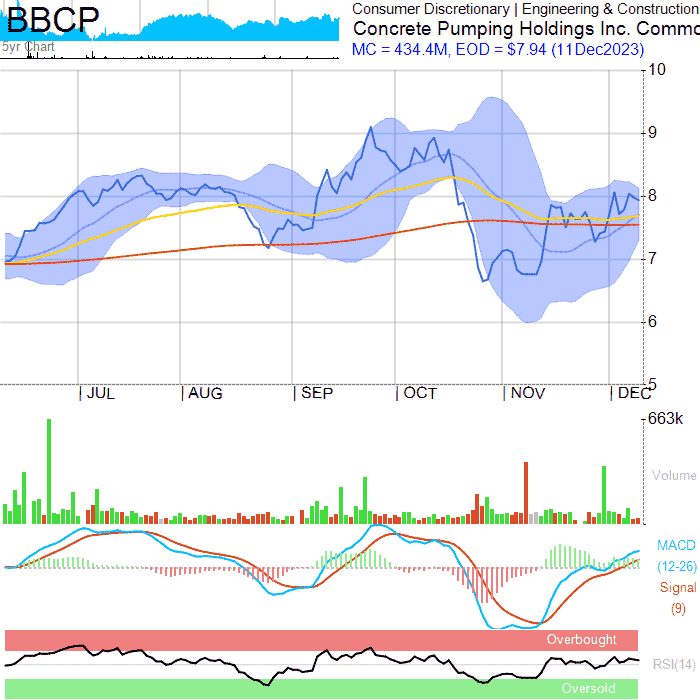 BBCP
Consumer Discretionary | Engineering & Construction
Concrete Pumping Holdings Inc. Commo
MC = 434.4M, EOD = $7.94 (11Dec2023)
5yr Chart
10
9
8
7
6
5
JUL
AUG
SEP
OCT
NOV
DEC
663k
Volume
MACD
(12-26)
Signal
(9)
Overbought
RSI(14)
Oversold